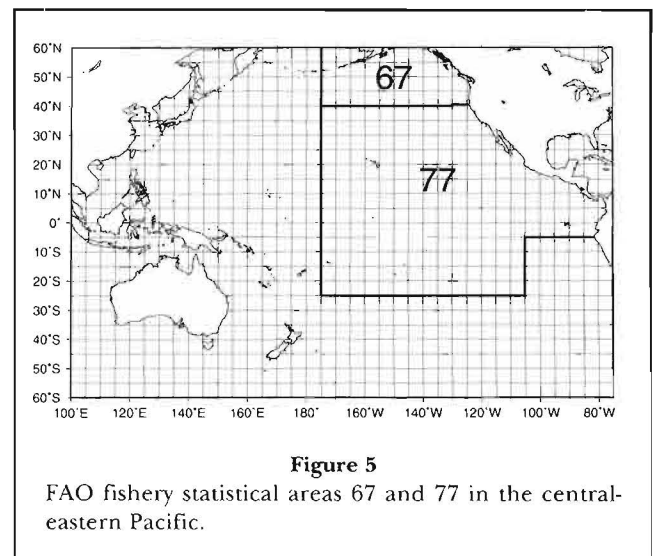 60°N
50°N
40°N
30°N
20°N
10°N
0°
10°S
20°S
30°S
40°S
50°S
60°S
67
77
100°E 120°E 140°E 160°E 180° 160°W 140°W 120°W 100°W 80°W
Figure 5
FAO fishery statistical areas 67 and 77 in the central-
eastern Pacific.